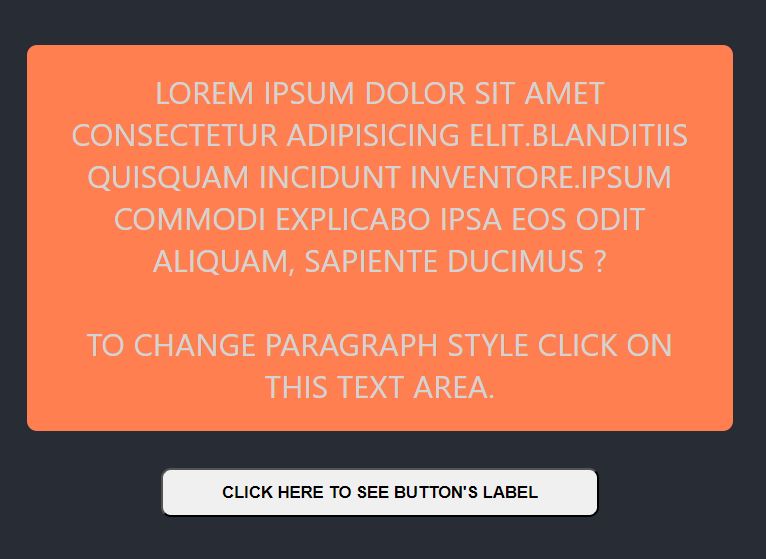 LOREM IPSUM DOLOR SIT AMET
CONSECTETUR ADIPISICING ELIT.BLANDITIIS
QUISQUAM INCIDUNT INVENTORE.IPSUM
COMMODI EXPLICABO IPSA EOS ODIT
ALIQUAM, SAPIENTE DUCIMUS ?
TO CHANGE PARAGRAPH STYLE CLICK ON
THIS TEXT AREA.
CLICK HERE TO SEE BUTTON'S LABEL